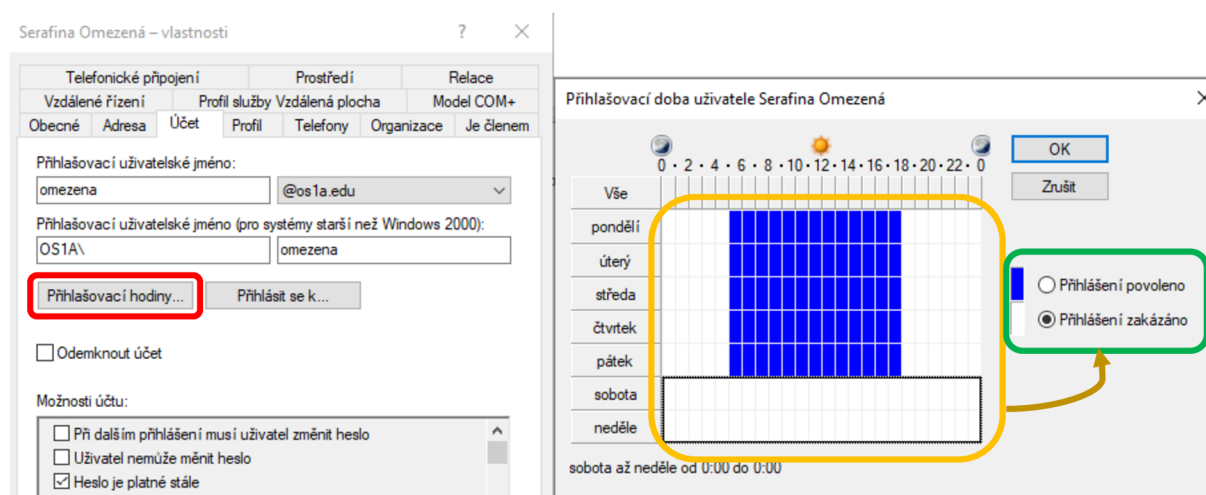 Serafina Omezená – vlastnosti
?
Telefonické připojení Prostředí Relace
Vzdálené řízení Profil služby Vzdálená plocha Model COM+
Obecné Adresa Účet Profil Telefony Organizace Je členem
Přihlašovací uživatelské jméno:
omezena @os1a.edu
Přihlašovací uživatelské jméno (pro systémy starší než Windows 2000):
OS1A\ omezena
Přihlašovací hodiny... Přihlásit se k...
Odemknout účet
Možnosti účtu:
Při dalším přihlášení musí uživatel změnit heslo
Uživatel nemůže měnit heslo
Heslo je platné stále
Přihlašovací doba uživatele Serafina Omezená
0 · 2 · 4 · 6 · 8 · 10 · 12 · 14 · 16 · 18 · 20 · 22 · 0
Vše
pondělí
úterý
středa
čtvrtek
pátek
sobota
neděle
sobota až neděle od 0:00 do 0:00
OK
Zrušit
Přihlášení povoleno
Přihlášení zakázáno